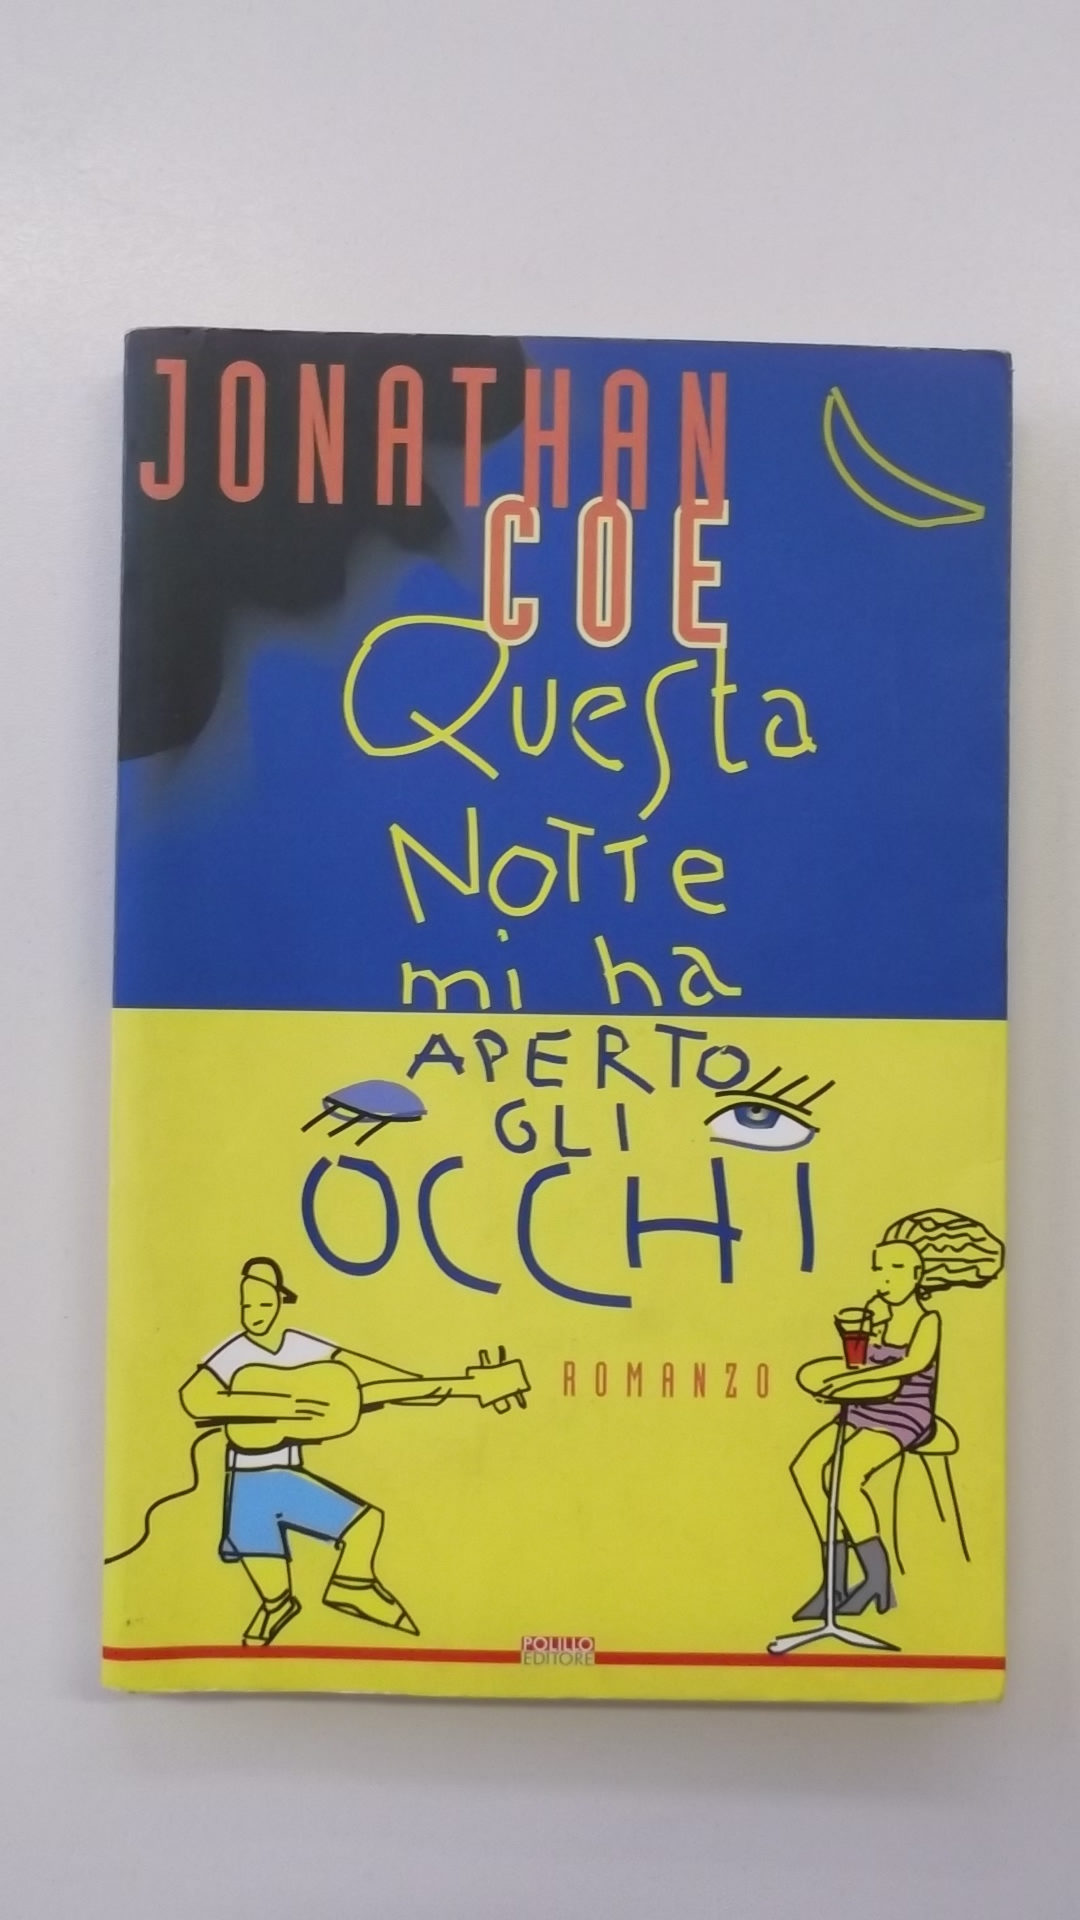 JONATHAN
COE
Questa
NOTTe
mi ha
APERTO
GLI
OCCHI
ROMANZO
POLILLO
EDITORE